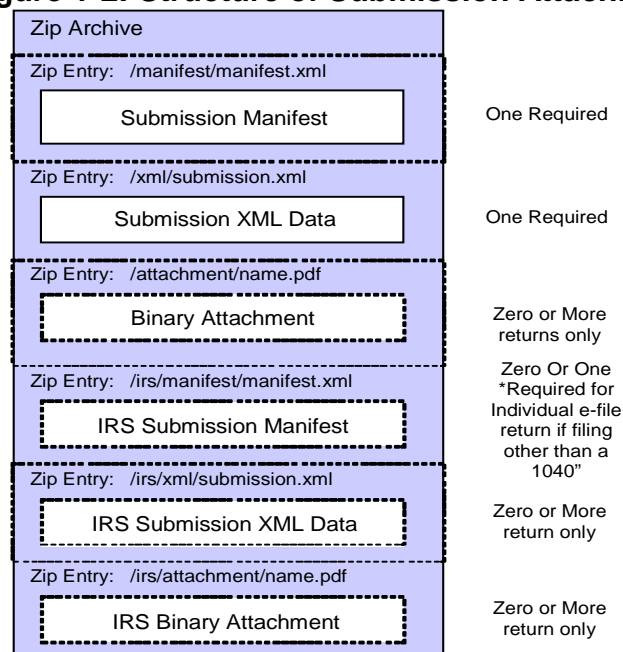 Zip Archive
Zip Entry: /manifest/manifest.xml
Submission Manifest
One Required
Zip Entry: /xml/submission.xml
Submission XML Data
One Required
Zip Entry: /attachment/name.pdf
Binary Attachment
Zero or More
returns only
Zip Entry: /irs/manifest/manifest.xml
IRS Submission Manifest
Zero Or One
*Required for
Individual e-file
return if filing
other than a
1040”
Zip Entry: /irs/xml/submission.xml
IRS Submission XML Data
Zero or More
return only
Zip Entry: /irs/attachment/name.pdf
IRS Binary Attachment
Zero or More
return only